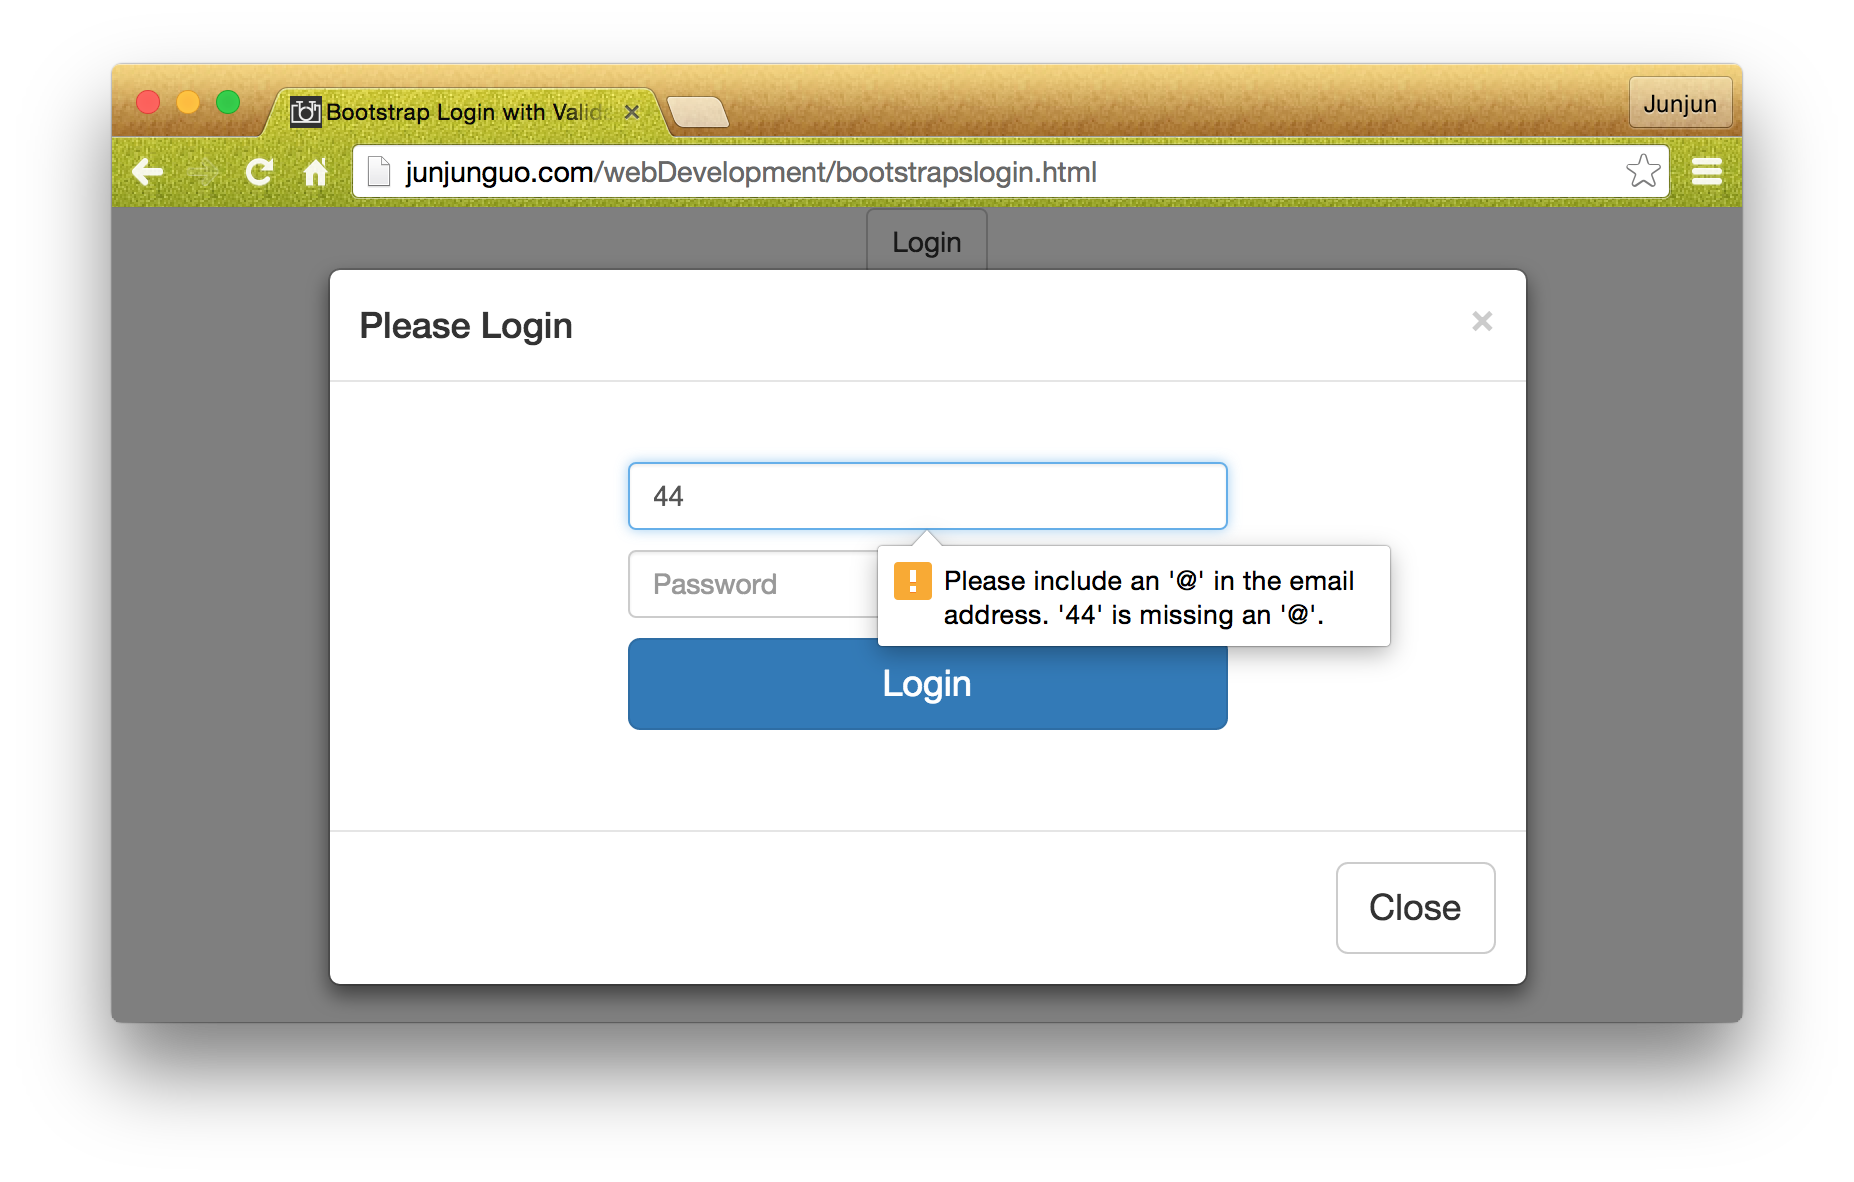 Bootstrap Login with Valid
Junjun
junjunguo.com/webDevelopment/bootstrapslogin.html
Login
Please Login
×
44
Password
Please include an '@' in the email
address. '44' is missing an '@'.
Login
Close